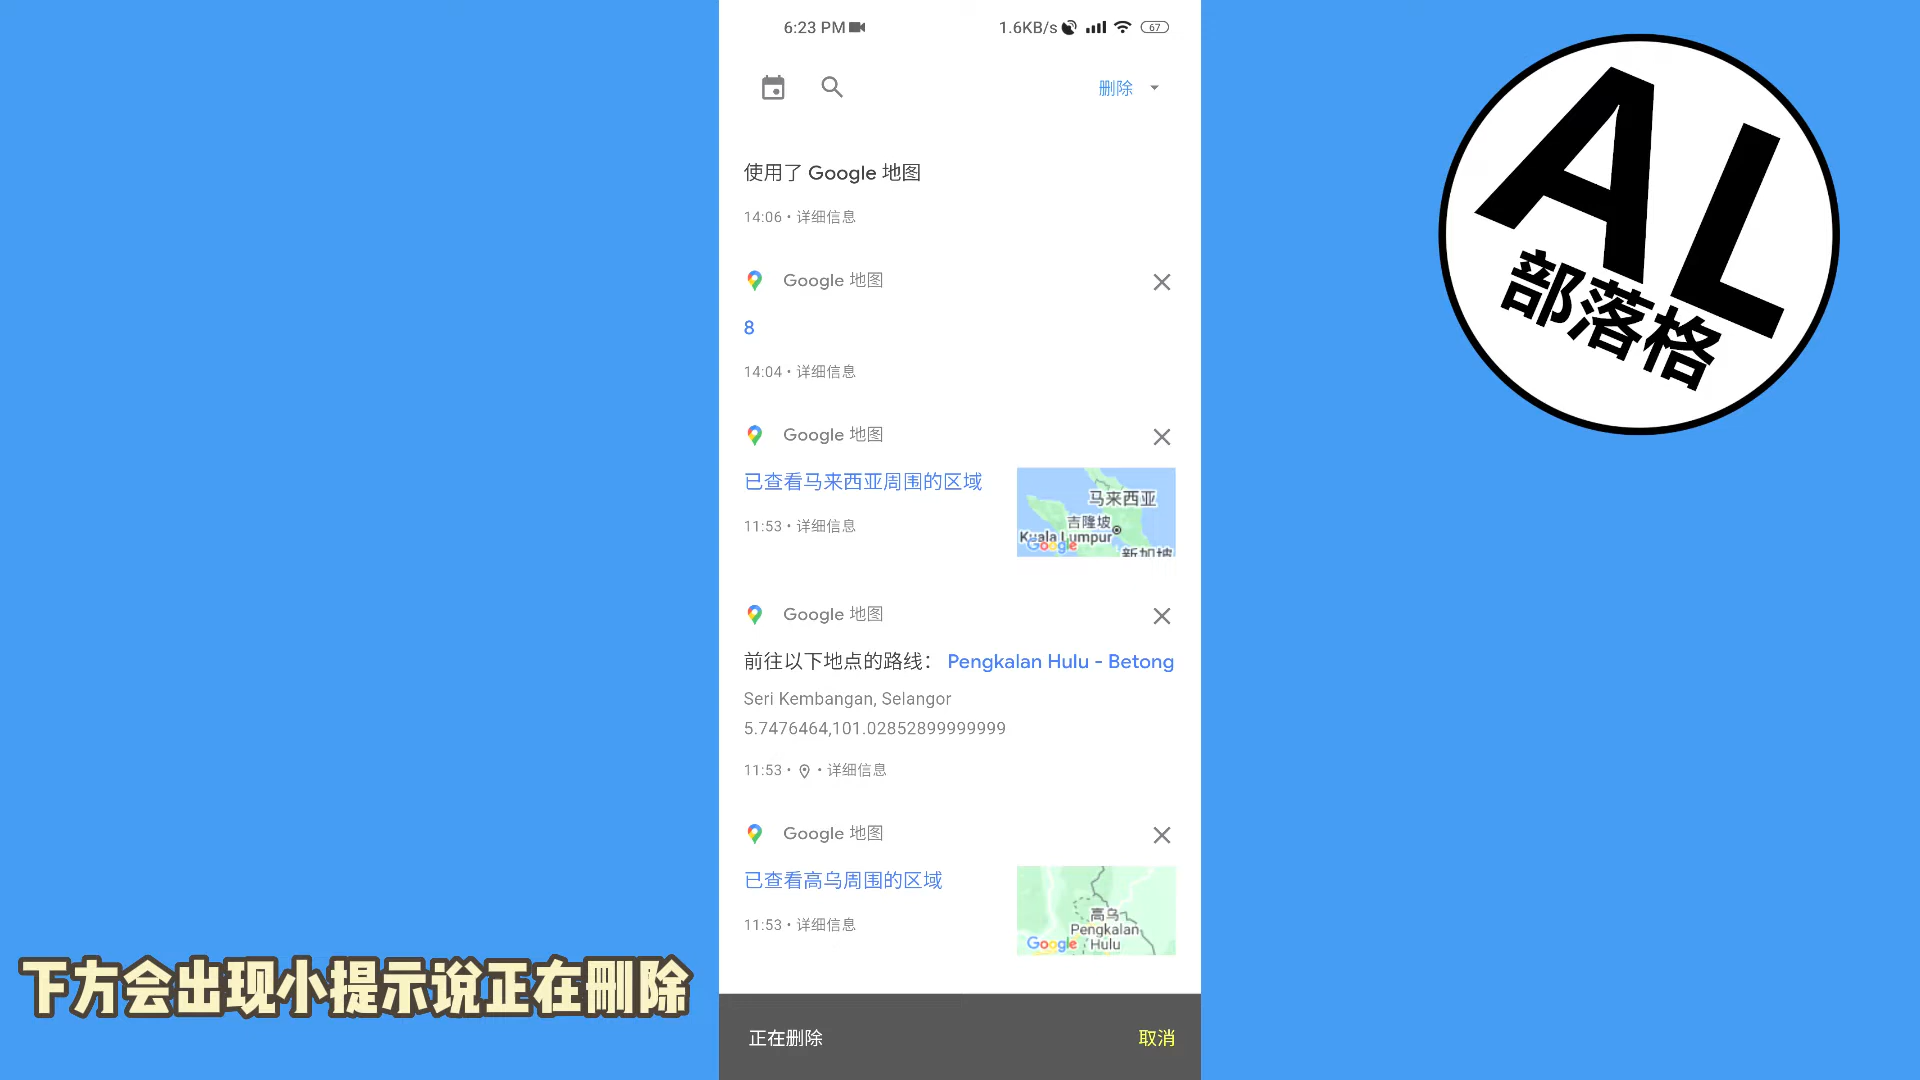 6:23 PM
1.6KB/s
67
删除
使用了 Google 地图
14:06 • 详细信息
Google 地图
8
14:04 • 详细信息
Google 地图
已查看马来西亚周围的区域
11:53 • 详细信息
马来西亚
吉隆坡
Kuala Lumpur
Google
新加坡
Google 地图
前往以下地点的路线： Pengkalan Hulu - Betong
Seri Kembangan, Selangor
5.7476464,101.02852899999999
11:53 • • 详细信息
Google 地图
已查看高乌周围的区域
11:53 • 详细信息
高乌
Pengkalan
Hulu
Google
正在删除
取消
AL
部落格
下方会出现小提示说正在删除